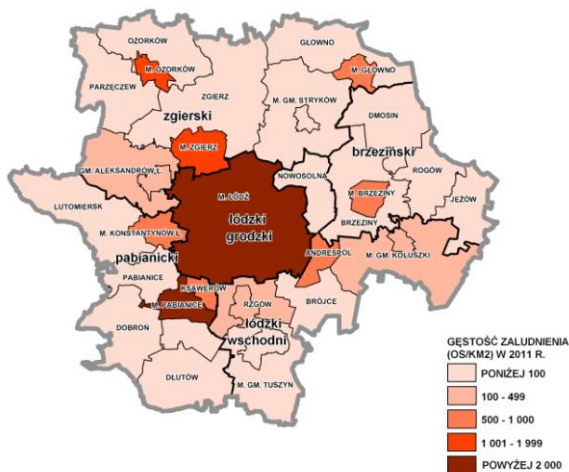 OZORKÓW
GŁOWNO
M. OZORKÓW
M. GŁOWNO
PARZĘCZEW
ZGIERZ
M. GM. STRYKÓW
zgierski
DMOSIN
brzeziński
M. ZGIERZ
GM. ALEKSANDRÓW Ł.
NOWOSOLNA
ROGÓW
M. ŁÓDŹ
M. BRZEZINY
JEŻÓW
LUTOMIERSK
łódzki
grodzki
BRZEZINY
M. KONSTANTYNÓW Ł.
pabianicki
ANDRESPOL
M. GM. KOLUSZKI
PABIANICE
KSAWERÓW
M. PABIANICE
RZGÓW
BRÓJCE
DOBROŃ
łódzki
wschodni
DŁUTÓW
M. GM. TUSZYN
GĘSTOŚĆ ZALUDNIENIA
(OS/KM2) W 2011 R.
PONIŻEJ 100
100 - 499
500 - 1 000
1 001 - 1 999
POWYŻEJ 2 000